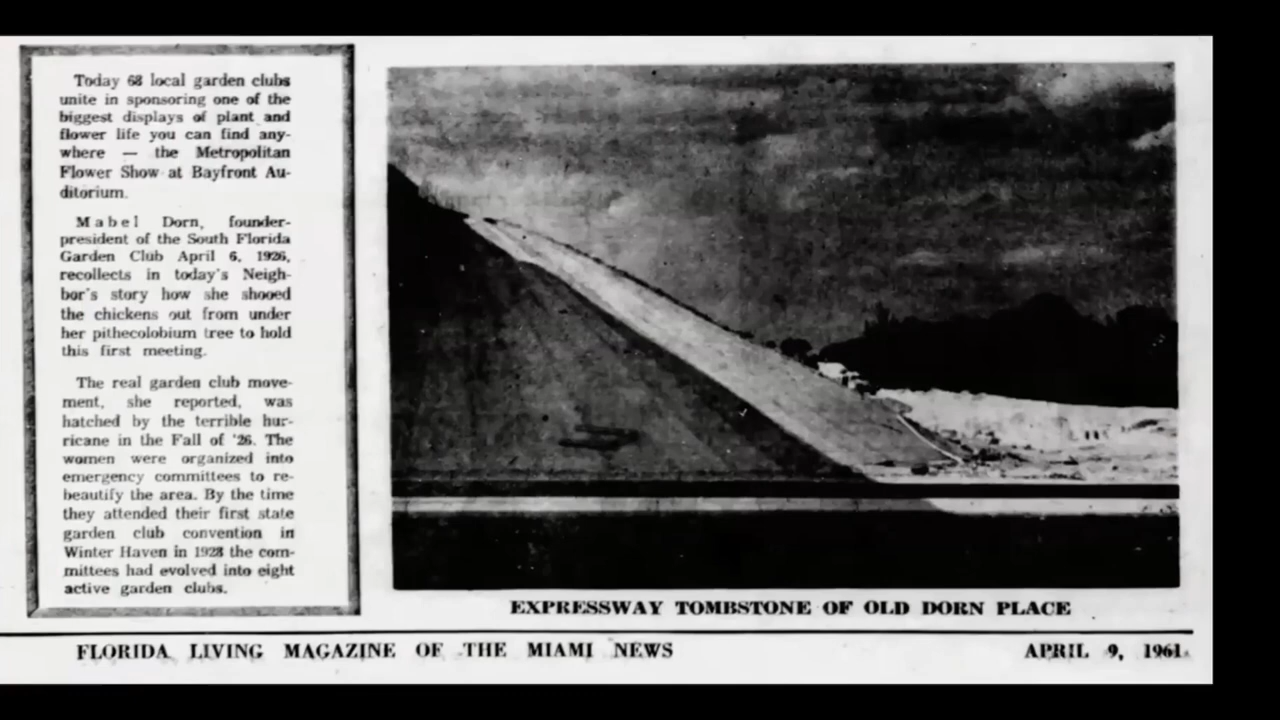 Today 68 local garden clubs
unite in sponsoring one of the
biggest displays of plant and
flower life you can find any-
where — the Metropolitan
Flower Show at Bayfront Au-
ditorium.
Mabel Dorn, founder-
president of the South Florida
Garden Club April 6, 1926,
recollects in today's Neigh-
bor's story how she shooed
the chickens out from under
her pithecolobium tree to hold
this first meeting.
The real garden club move-
ment, she reported, was
hatched by the terrible hur-
ricane in the Fall of '26. The
women were organized into
emergency committees to re-
beautify the area. By the time
they attended their first state
garden club convention in
Winter Haven in 1928 the com-
mittees had evolved into eight
active garden clubs.
EXPRESSWAY TOMBSTONE OF OLD DORN PLACE
FLORIDA LIVING MAGAZINE OF THE MIAMI NEWS
APRIL 9, 1961